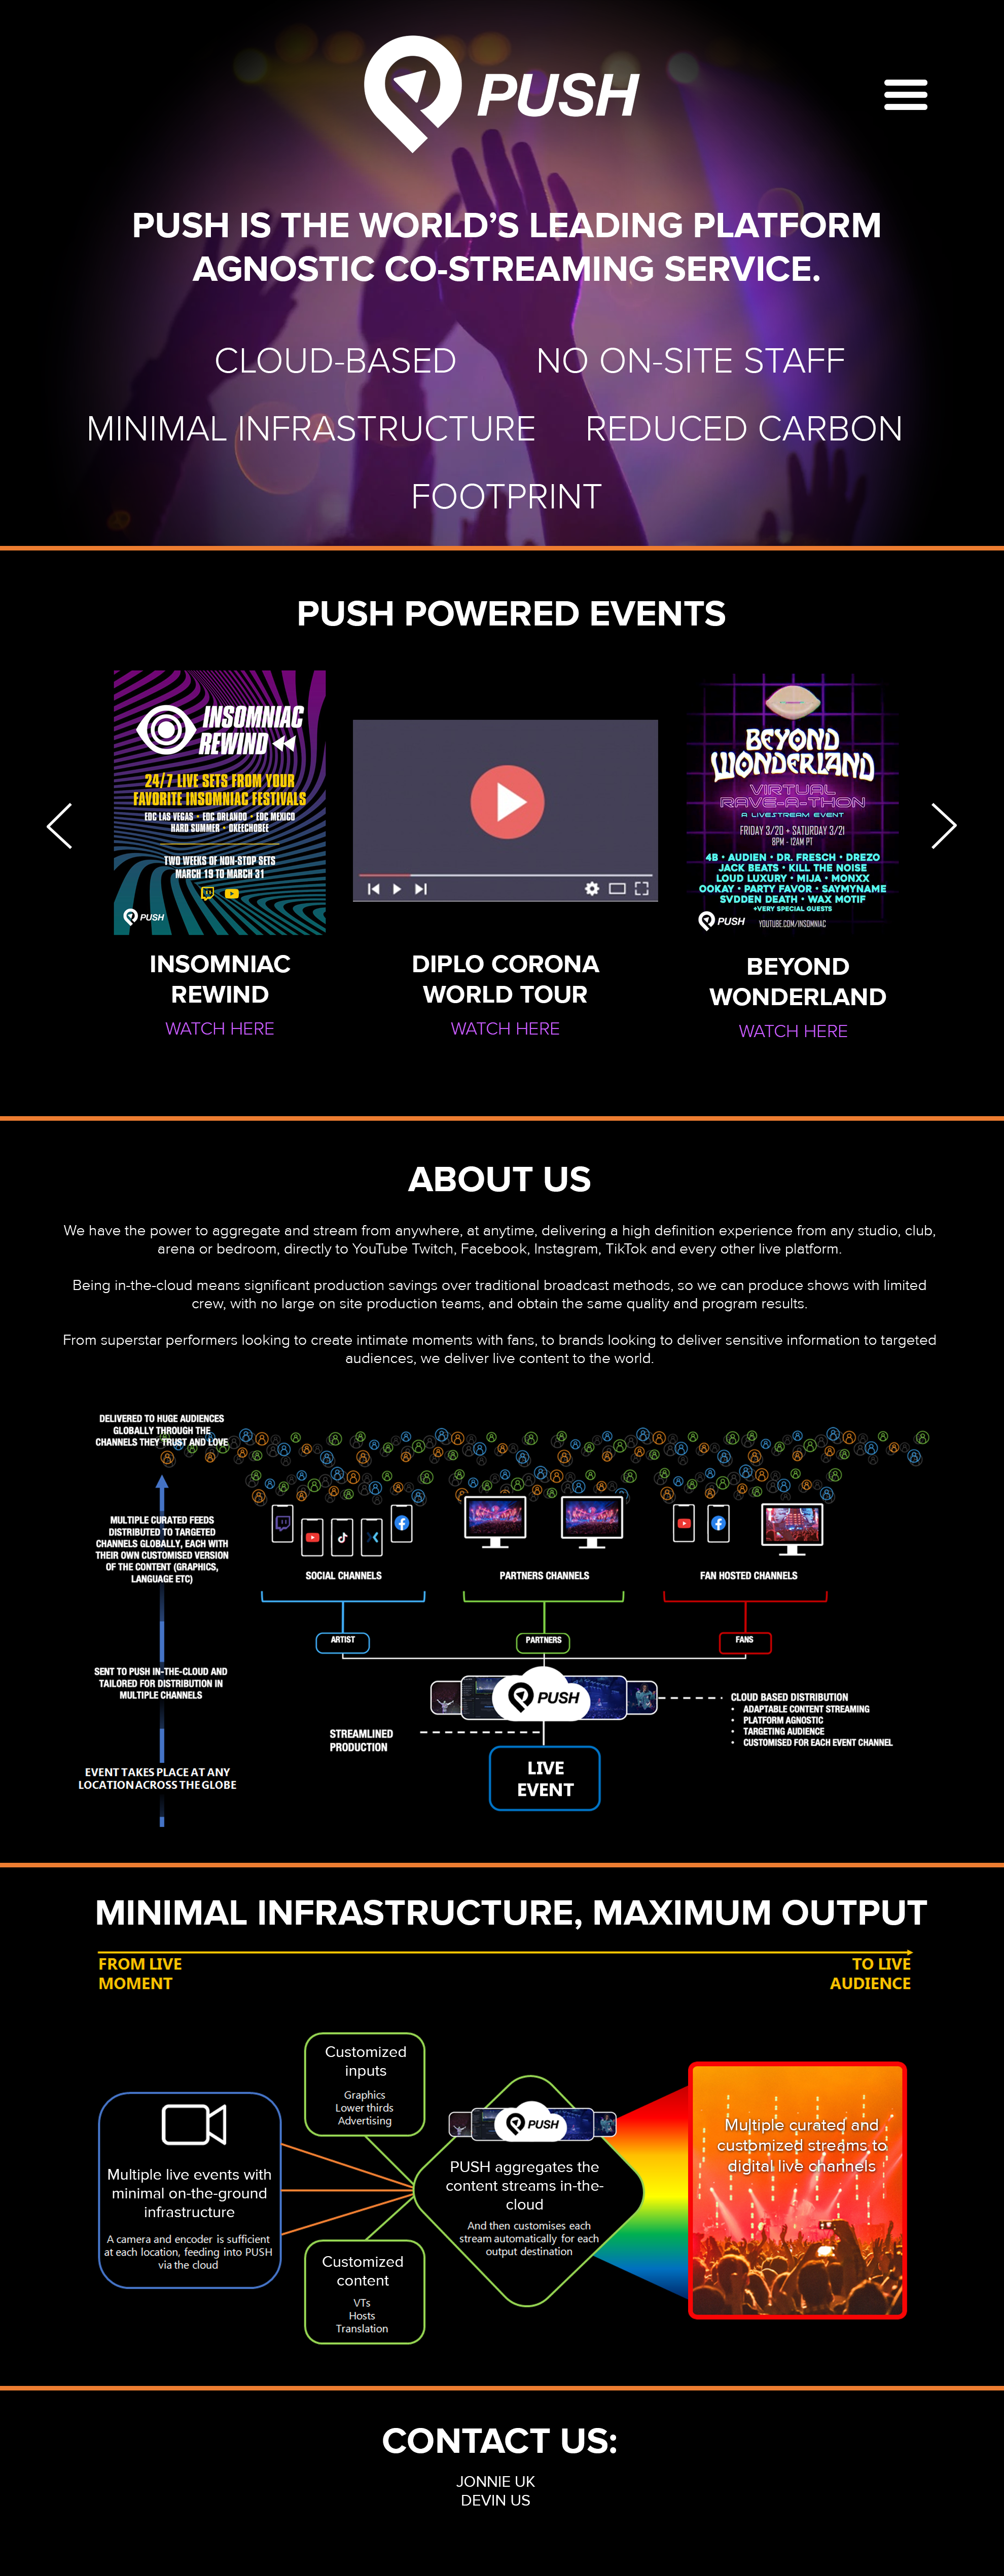 PUSH
PUSH IS THE WORLD'S LEADING PLATFORM
AGNOSTIC CO-STREAMING SERVICE.
CLOUD-BASED NO ON-SITE STAFF
MINIMAL INFRASTRUCTURE REDUCED CARBON
FOOTPRINT
PUSH POWERED EVENTS
INSOMNIAC
REWIND
24/7 LIVE SETS FROM YOUR
FAVORITE INSOMNIAC FESTIVALS
EDC LAS VEGAS • EDC ORLANDO • EDC MEXICO
HARD SUMMER • OKEECHOBEE
TWO WEEKS OF NON-STOP SETS
MARCH 19 TO MARCH 31
PUSH
INSOMNIAC
REWIND
WATCH HERE
DIPLO CORONA
WORLD TOUR
WATCH HERE
BEYOND
WONDERLAND
VIRTUAL
RAVE-A-THON
A LIVESTREAM EVENT
FRIDAY 3/20 + SATURDAY 3/21
8PM - 12AM PT
4B • AUDIEN • DR. FRESCH • DREZO
JACK BEATS • KILL THE NOISE
LOUD LUXURY • MIJA • MONXX
OOKAY • PARTY FAVOR • SAYMYNAME
SVDDEN DEATH • WAX MOTIF
+VERY SPECIAL GUESTS
PUSH YOUTUBE.COM/INSOMNIAC
BEYOND
WONDERLAND
WATCH HERE
ABOUT US
We have the power to aggregate and stream from anywhere, at anytime, delivering a high definition experience from any studio, club,
arena or bedroom, directly to YouTube Twitch, Facebook, Instagram, TikTok and every other live platform.
Being in-the-cloud means significant production savings over traditional broadcast methods, so we can produce shows with limited
crew, with no large on site production teams, and obtain the same quality and program results.
From superstar performers looking to create intimate moments with fans, to brands looking to deliver sensitive information to targeted
audiences, we deliver live content to the world.
DELIVERED TO HUGE AUDIENCES
GLOBALLY THROUGH THE
CHANNELS THEY TRUST AND LOVE
MULTIPLE CURATED FEEDS
DISTRIBUTED TO TARGETED
CHANNELS GLOBALLY, EACH WITH
THEIR OWN CUSTOMISED VERSION
OF THE CONTENT (GRAPHICS,
LANGUAGE ETC)
SENT TO PUSH IN-THE-CLOUD AND
TAILORED FOR DISTRIBUTION IN
MULTIPLE CHANNELS
EVENT TAKES PLACE AT ANY
LOCATION ACROSS THE GLOBE
SOCIAL CHANNELS
PARTNERS CHANNELS
FAN HOSTED CHANNELS
ARTIST
PARTNERS
FANS
PUSH
STREAMLINED
PRODUCTION
CLOUD BASED DISTRIBUTION
• ADAPTABLE CONTENT STREAMING
• PLATFORM AGNOSTIC
• TARGETING AUDIENCE
• CUSTOMISED FOR EACH EVENT CHANNEL
LIVE
EVENT
MINIMAL INFRASTRUCTURE, MAXIMUM OUTPUT
FROM LIVE
MOMENT
TO LIVE
AUDIENCE
Multiple live events with
minimal on-the-ground
infrastructure
A camera and encoder is sufficient
at each location, feeding into PUSH
via the cloud
Customized
inputs
Graphics
Lower thirds
Advertising
Customized
content
VTs
Hosts
Translation
PUSH
PUSH aggregates the
content streams in-the-
cloud
And then customises each
stream automatically for each
output destination
Multiple curated and
customized streams to
digital live channels
CONTACT US:
JONNIE UK
DEVIN US